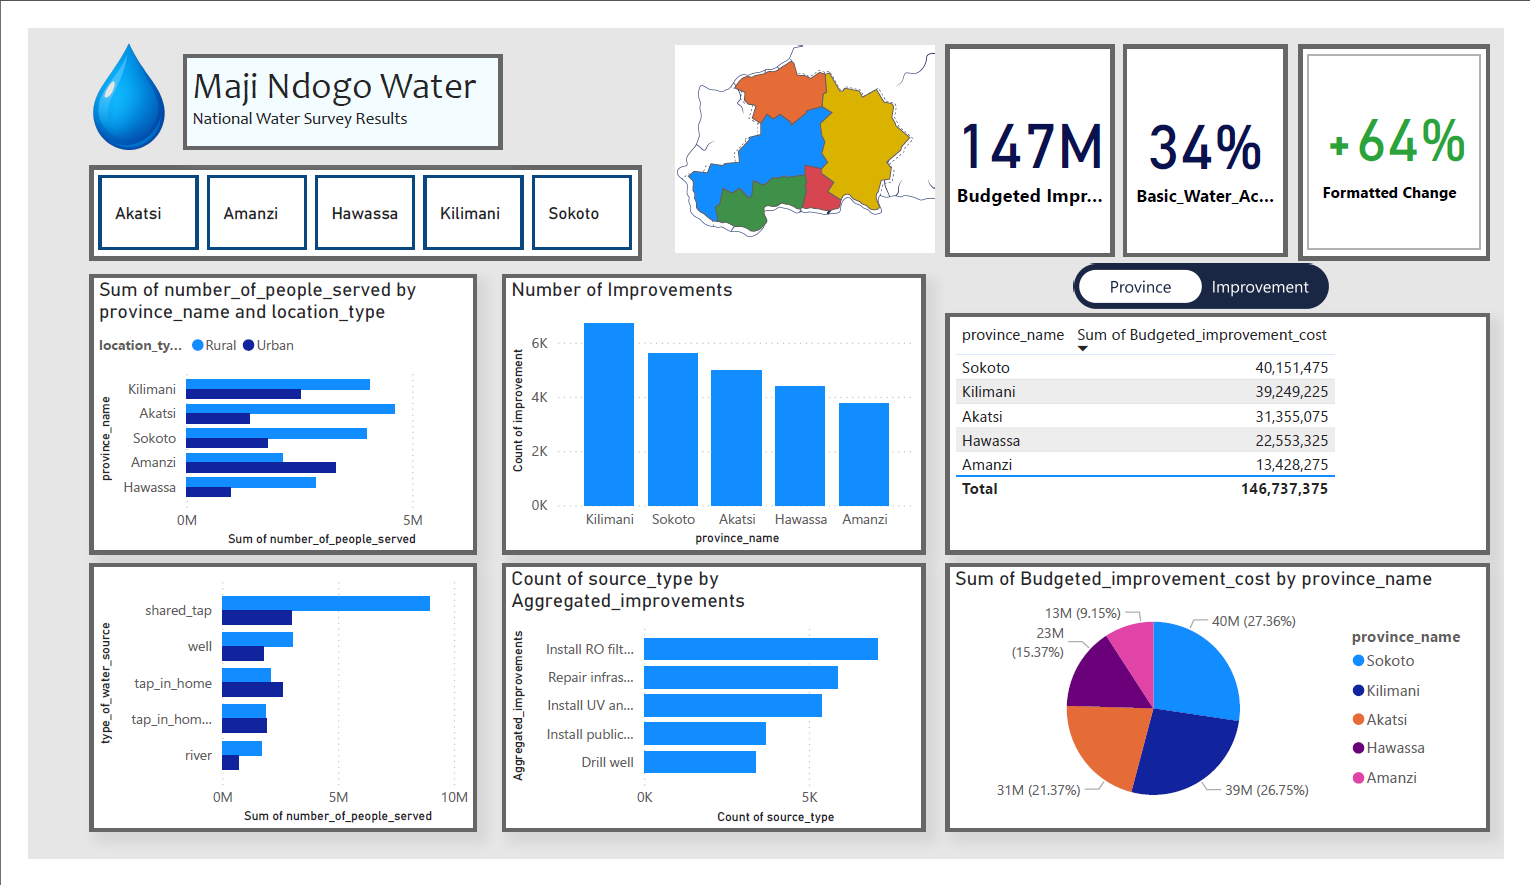 Maji Ndogo Water
National Water Survey Results
Akatsi
Amanzi
Hawassa
Kilimani
Sokoto
147M
Budgeted Impr...
34%
Basic_Water_Ac...
+64%
Formatted Change
Province
Improvement
Sum of number_of_people_served by
province_name and location_type
location_ty...
Rural
Urban
province_name
Kilimani
Akatsi
Sokoto
Amanzi
Hawassa
0M
5M
Sum of number_of_people_served
Number of Improvements
Count of improvement
6K
4K
2K
0K
Kilimani
Sokoto
Akatsi
Hawassa
Amanzi
province_name
province_name Sum of Budgeted_improvement_cost
Sokoto 40,151,475
Kilimani 39,249,225
Akatsi 31,355,075
Hawassa 22,553,325
Amanzi 13,428,275
Total 146,737,375
type_of_water_source
shared_tap
well
tap_in_home
tap_in_hom...
river
0M
5M
10M
Sum of number_of_people_served
Count of source_type by
Aggregated_improvements
Aggregated_improvements
Install RO filt...
Repair infras...
Install UV an...
Install public...
Drill well
0K
5K
Count of source_type
Sum of Budgeted_improvement_cost by province_name
13M (9.15%)
23M
(15.37%)
31M (21.37%)
40M (27.36%)
39M (26.75%)
province_name
Sokoto
Kilimani
Akatsi
Hawassa
Amanzi